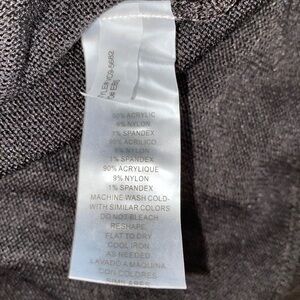 90% ACRYLIC
9% NYLON
1% SPANDEX
90% ACRILICO
9% NYLON
1% SPANDEX
90% ACRYLIQUE
9% NYLON
1% SPANDEX
MACHINE WASH COLD
WITH SIMILAR COLORS
DO NOT BLEACH
RESHAPE
FLAT TO DRY
COOL IRON
AS NEEDED
LAVADO A MAQUINA
CON COLORES
SIMILARES